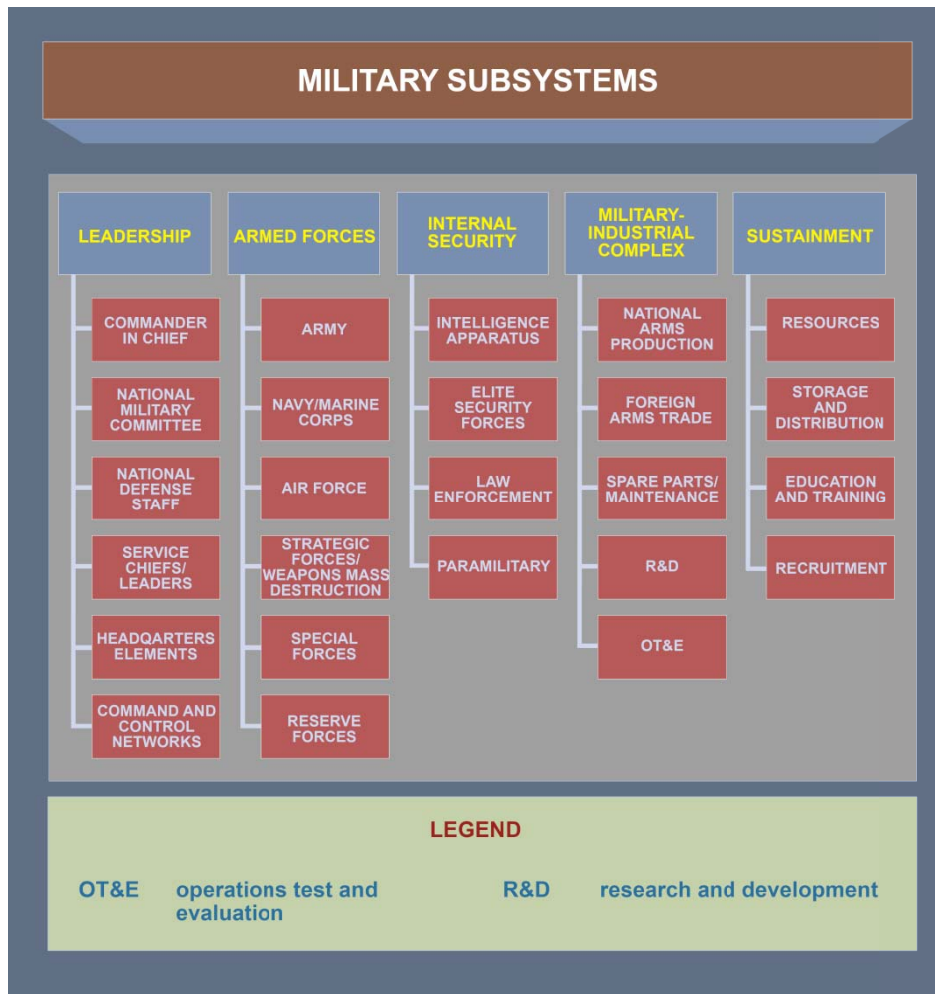 MILITARY SUBSYSTEMS
LEADERSHIP
COMMANDER
IN CHIEF
NATIONAL
MILITARY
COMMITTEE
NATIONAL
DEFENSE
STAFF
SERVICE
CHIEFS/
LEADERS
HEADQARTERS
ELEMENTS
COMMAND AND
CONTROL
NETWORKS
ARMED FORCES
ARMY
NAVY/MARINE
CORPS
AIR FORCE
STRATEGIC
FORCES/
WEAPONS MASS
DESTRUCTION
SPECIAL
FORCES
RESERVE
FORCES
INTERNAL
SECURITY
INTELLIGENCE
APPARATUS
ELITE
SECURITY
FORCES
LAW
ENFORCEMENT
PARAMILITARY
MILITARY-
INDUSTRIAL
COMPLEX
NATIONAL
ARMS
PRODUCTION
FOREIGN
ARMS TRADE
SPARE PARTS/
MAINTENANCE
R&D
OT&E
SUSTAINMENT
RESOURCES
STORAGE
AND
DISTRIBUTION
EDUCATION
AND TRAINING
RECRUITMENT
LEGEND
OT&E operations test and
evaluation
R&D research and development